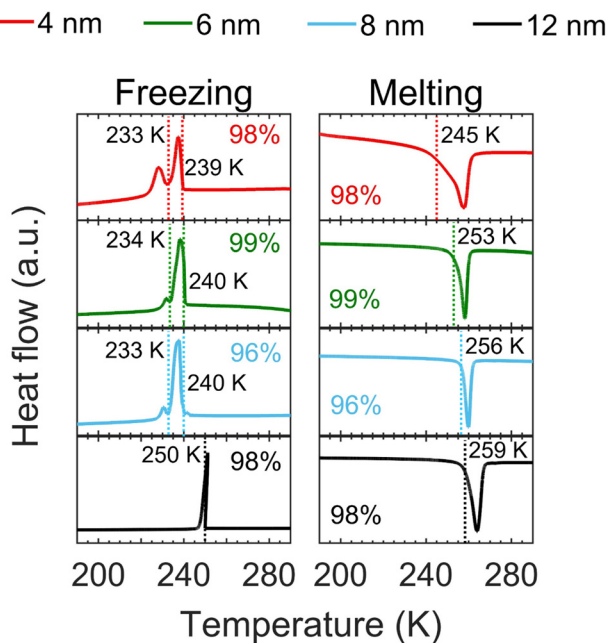 4 nm 6 nm 8 nm 12 nm
Freezing Melting
233 K 98% 239 K
245 K 98%
234 K 99% 240 K
253 K 99%
233 K 96% 240 K
256 K 96%
250 K 98%
259 K 98%
Heat flow (a.u.)
200 240 280 200 240 280
Temperature (K)